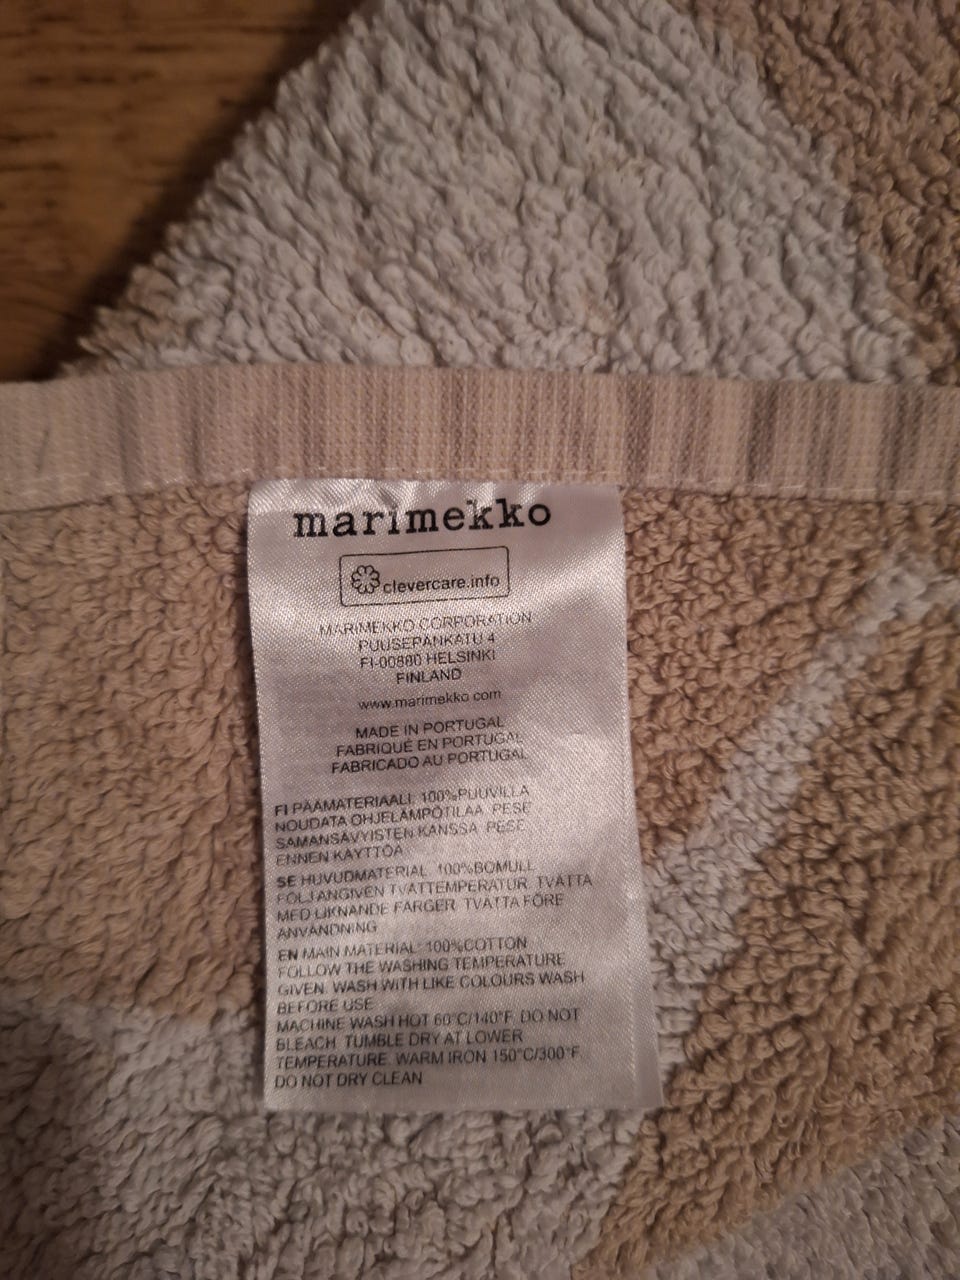 marimekko
clevercare.info
MARIMEKKO CORPORATION
PUUSEPÄNKATU 4
FI-00880 HELSINKI
FINLAND
www.marimekko.com
MADE IN PORTUGAL
FABRIQUÉ EN PORTUGAL
FABRICADO AU PORTUGAL
FI PÄÄMATERIAALI: 100%PUUVILLA
NOUDATA OHJELÄMPÖTILAA. PESE
SAMANSÄVYISTEN KANSSA. PESE
ENNEN KÄYTTÖÄ
SE HUVUDMATERIAL: 100%BOMULL
FÖLJ ANGIVEN TVÄTTEMPERATUR. TVÄTTA
MED LIKNANDE FÄRGER. TVÄTTA FÖRE
ANVÄNDNING
EN MAIN MATERIAL: 100%COTTON
FOLLOW THE WASHING TEMPERATURE
GIVEN. WASH WITH LIKE COLOURS WASH
BEFORE USE
MACHINE WASH HOT 60°C/140°F. DO NOT
BLEACH. TUMBLE DRY AT LOWER
TEMPERATURE. WARM IRON 150°C/300°F.
DO NOT DRY CLEAN